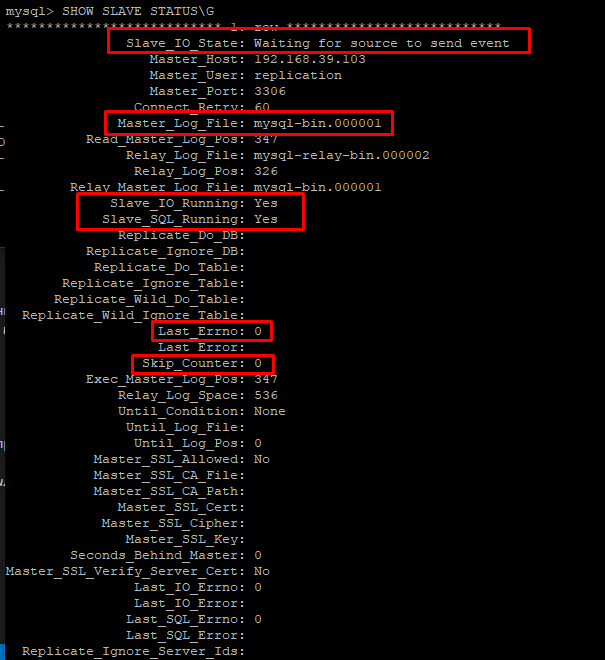 mysql> SHOW SLAVE STATUS\G
*************************** 1. row ***************************
Slave_IO_State: Waiting for source to send event
Master_Host: 192.168.39.103
Master_User: replication
Master_Port: 3306
Connect_Retry: 60
Master_Log_File: mysql-bin.000001
Read_Master_Log_Pos: 347
Relay_Log_File: mysql-relay-bin.000002
Relay_Log_Pos: 326
Relay_Master_Log_File: mysql-bin.000001
Slave_IO_Running: Yes
Slave_SQL_Running: Yes
Replicate_Do_DB:
Replicate_Ignore_DB:
Replicate_Do_Table:
Replicate_Ignore_Table:
Replicate_Wild_Do_Table:
Replicate_Wild_Ignore_Table:
Last_Errno: 0
Last_Error:
Skip_Counter: 0
Exec_Master_Log_Pos: 347
Relay_Log_Space: 536
Until_Condition: None
Until_Log_File:
Until_Log_Pos: 0
Master_SSL_Allowed: No
Master_SSL_CA_File:
Master_SSL_CA_Path:
Master_SSL_Cert:
Master_SSL_Cipher:
Master_SSL_Key:
Seconds_Behind_Master: 0
Master_SSL_Verify_Server_Cert: No
Last_IO_Errno: 0
Last_IO_Error:
Last_SQL_Errno: 0
Last_SQL_Error:
Replicate_Ignore_Server_Ids: